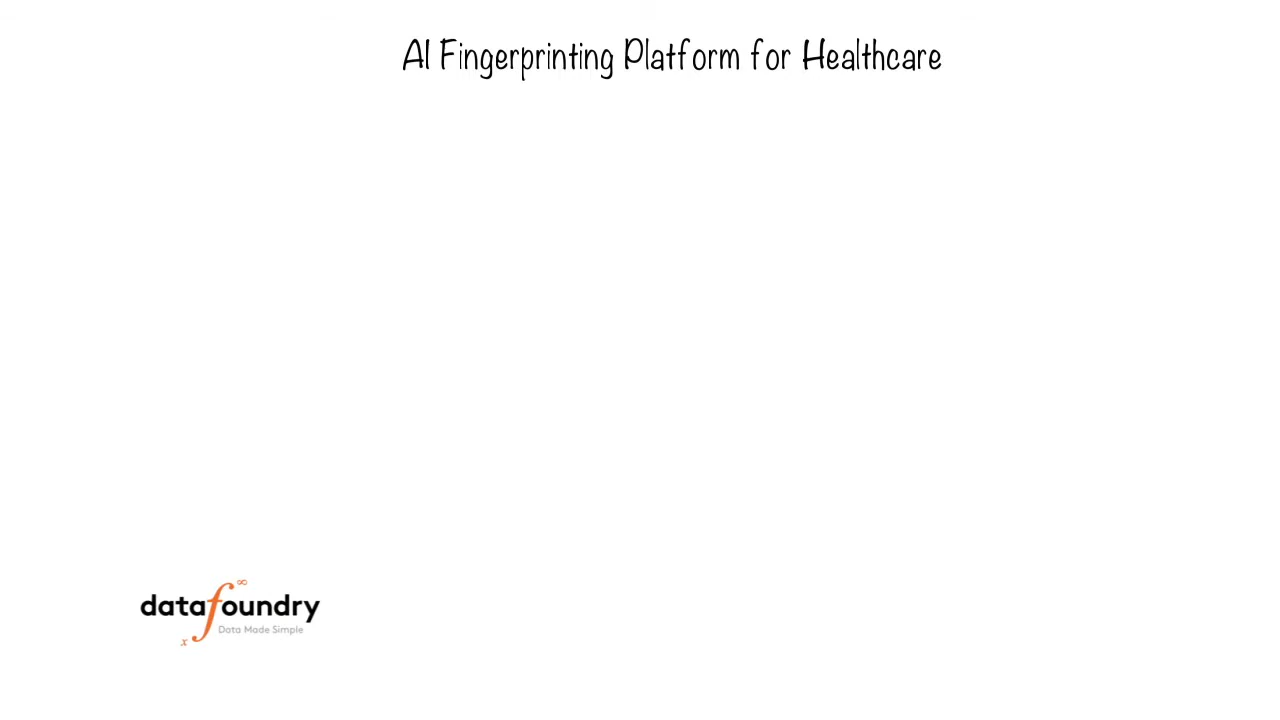 AI Fingerprinting Platform for Healthcare
∞
datafoundry
Data Made Simple
x